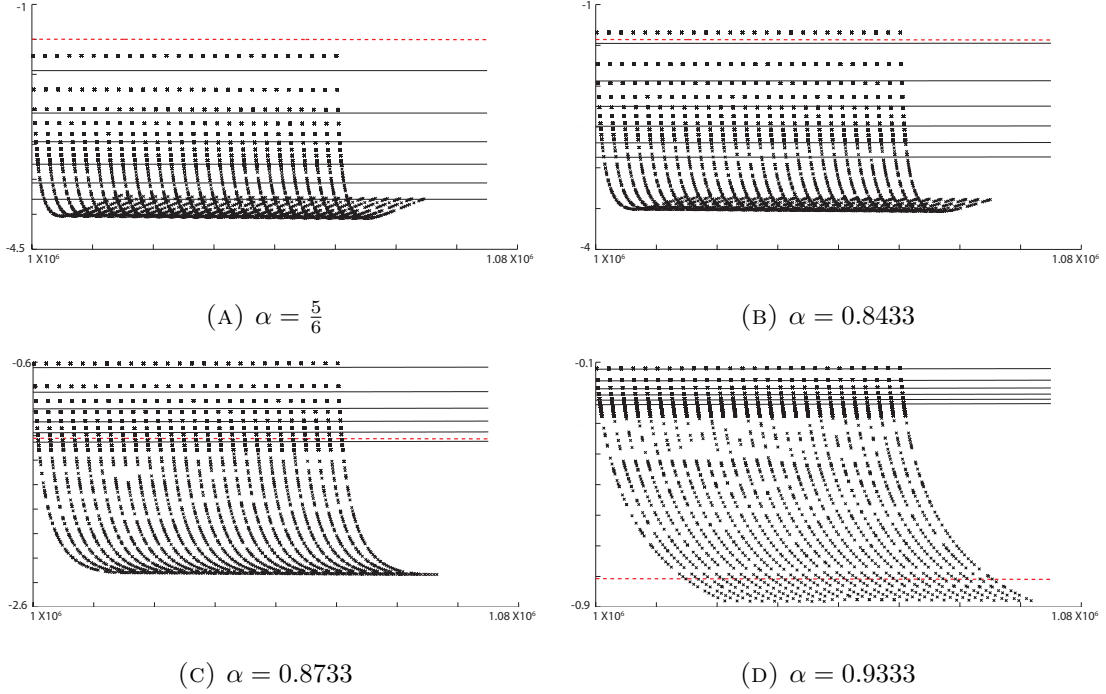 -1
-4.5
1 X10⁶
1.08 X10⁶
(A) α = 5/6
-1
-4
1 X10⁶
1.08 X10⁶
(B) α = 0.8433
-0.6
-2.6
1 X10⁶
1.08 X10⁶
(C) α = 0.8733
-0.1
-0.9
1 X10⁶
1.08 X10⁶
(D) α = 0.9333